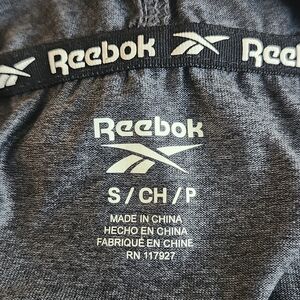 Reebok Reebok
Reebok
S / CH / P
MADE IN CHINA
HECHO EN CHINA
FABRIQUÉ EN CHINE
RN 117927